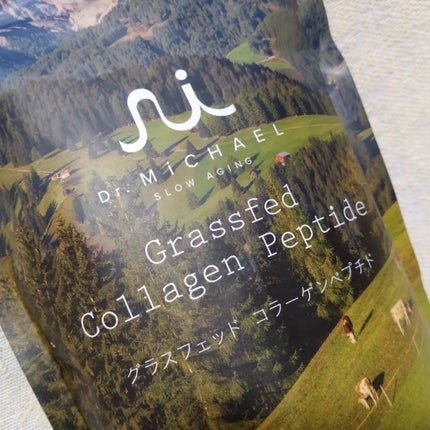 Dr. MiCHAEL
SLOW AGING
Grassfed
Collagen Peptide
グラスフェッド コラーゲンペプチド